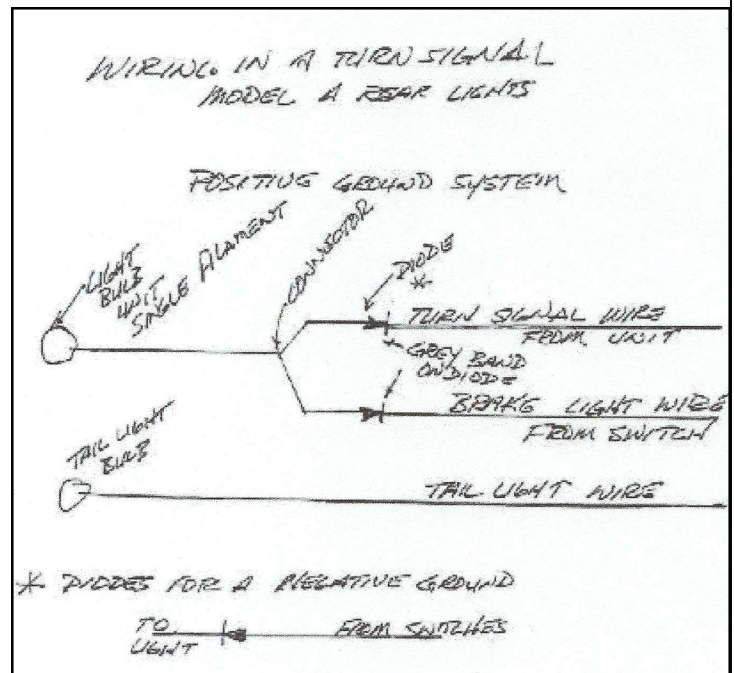 WIRING IN A TURN SIGNAL
MODEL A REAR LIGHTS
POSITIVE GROUND SYSTEM
LIGHT
BULB
UNIT
SINGLE FILAMENT
CONNECTOR
DIODE
*
TURN SIGNAL WIRE
FROM UNIT
GREY BAND
ON DIODE
BRAKE LIGHT WIRE
FROM SWITCH
TAIL LIGHT
BULB
TAIL LIGHT WIRE
* DIODES FOR A NEGATIVE GROUND
TO
LIGHT
FROM SWITCHES